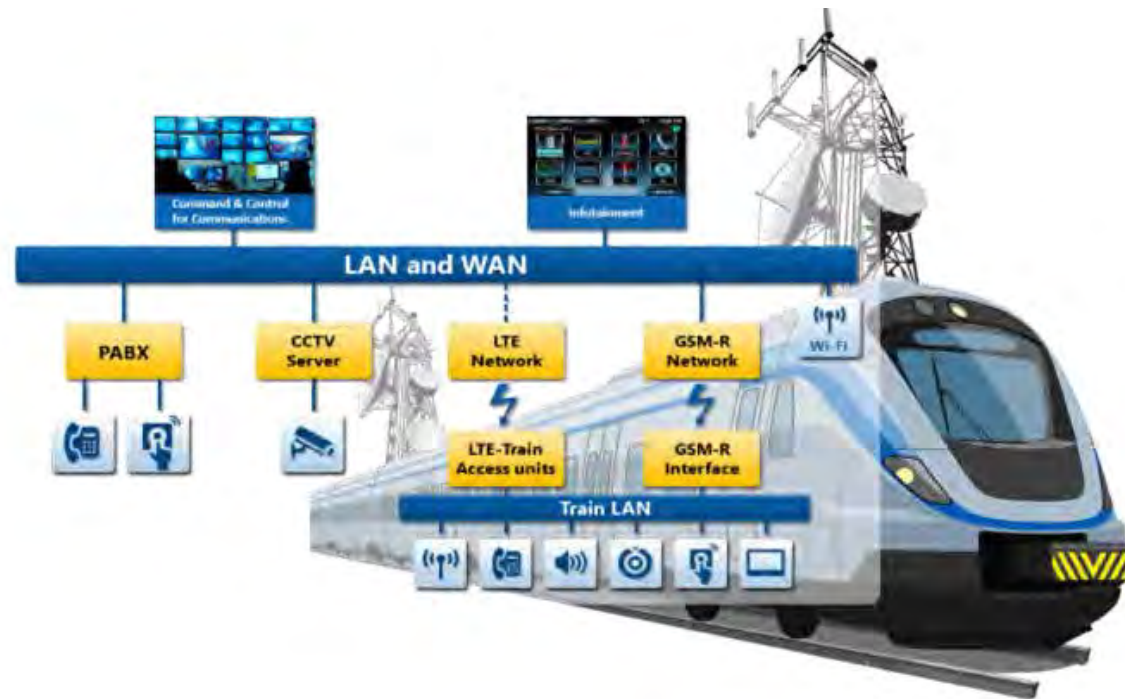 Command & Control
for Communications
Infotainment
LAN and WAN
PABX
CCTV
Server
LTE
Network
GSM-R
Network
Wi-Fi
LTE-Train
Access units
GSM-R
Interface
Train LAN